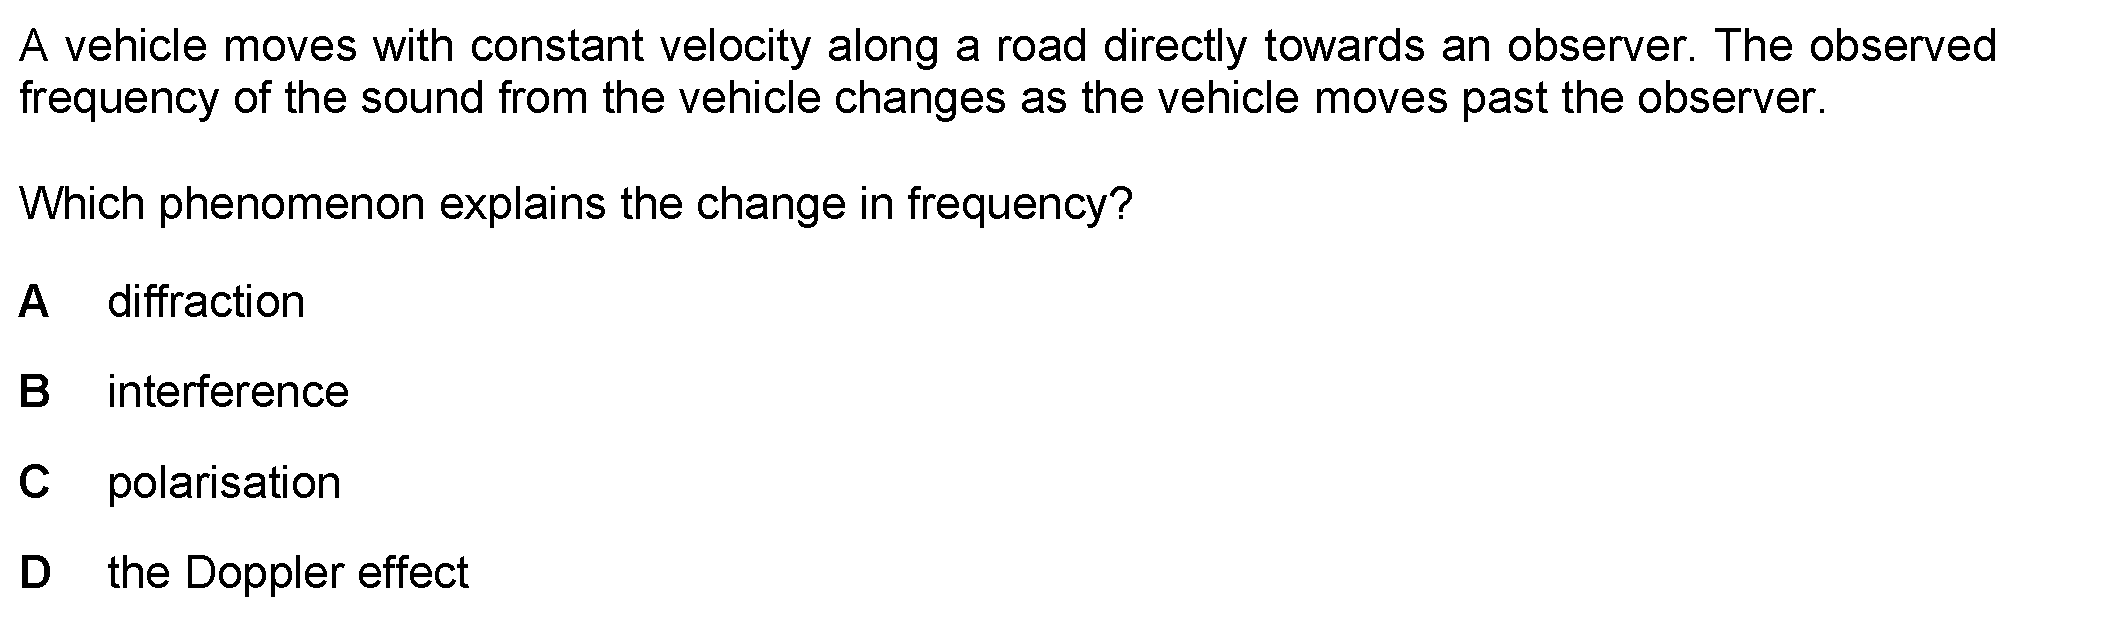 A vehicle moves with constant velocity along a road directly towards an observer. The observed
frequency of the sound from the vehicle changes as the vehicle moves past the observer.
Which phenomenon explains the change in frequency?
A diffraction
B interference
C polarisation
D the Doppler effect